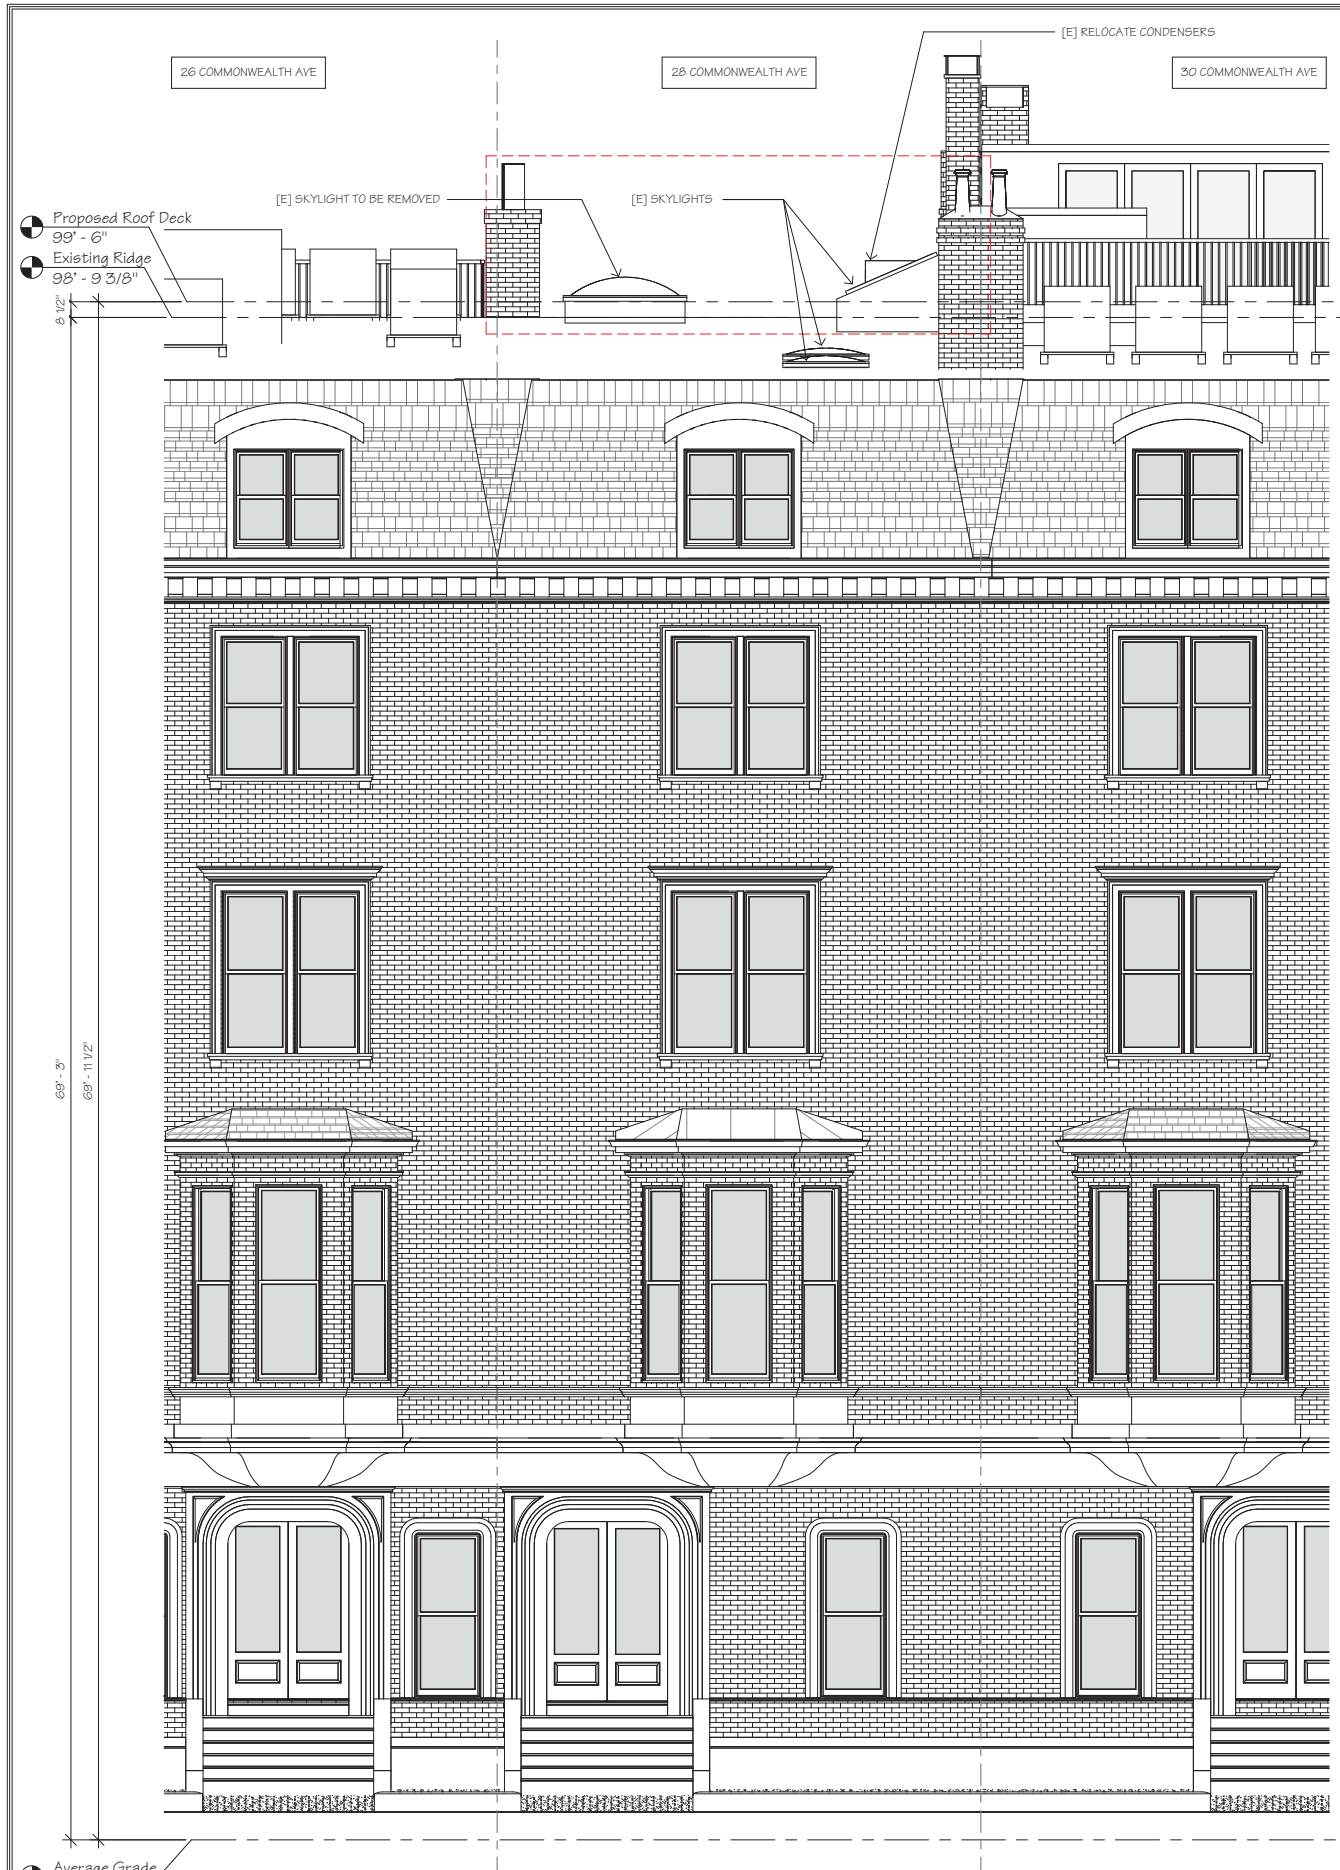 [E] RELOCATE CONDENSERS
26 COMMONWEALTH AVE
28 COMMONWEALTH AVE
30 COMMONWEALTH AVE
[E] SKYLIGHT TO BE REMOVED
[E] SKYLIGHTS
Proposed Roof Deck
99' - 6"
Existing Ridge
98' - 9 3/8"
8 1/2"
69' - 3"
69' - 11 1/2"
Average Grade